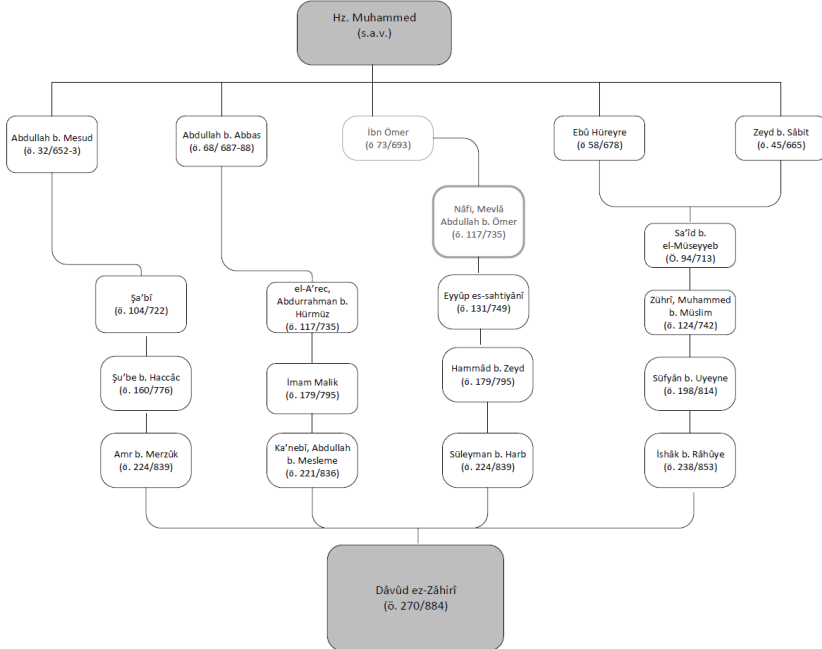 Hz. Muhammed
(s.a.v.)
Abdullah b. Mesud
(ö. 32/652-3)
Abdullah b. Abbas
(ö. 68/ 687-88)
İbn Ömer
(ö 73/693)
Ebû Hüreyre
(ö 58/678)
Zeyd b. Sâbit
(ö. 45/665)
Nâfi, Mevlâ
Abdullah b. Ömer
(ö. 117/735)
Sa'îd b.
el-Müseyyeb
(Ö. 94/713)
Şa'bî
(ö. 104/722)
el-A'rec,
Abdurrahman b.
Hürmüz
(ö. 117/735)
Eyyûp es-sahtiyânî
(ö. 131/749)
Zührî, Muhammed
b. Müslim
(ö. 124/742)
Şu'be b. Haccâc
(ö. 160/776)
İmam Malik
(ö. 179/795)
Hammâd b. Zeyd
(ö. 179/795)
Süfyân b. Uyeyne
(ö. 198/814)
Amr b. Merzûk
(ö. 224/839)
Ka'nebî, Abdullah
b. Mesleme
(ö. 221/836)
Süleyman b. Harb
(ö. 224/839)
İshâk b. Râhûye
(ö. 238/853)
Dâvûd ez-Zâhirî
(ö. 270/884)